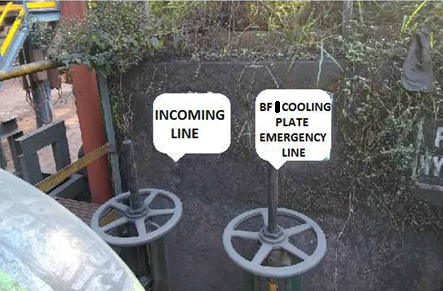 INCOMING
LINE
BF COOLING
PLATE
EMERGENCY
LINE